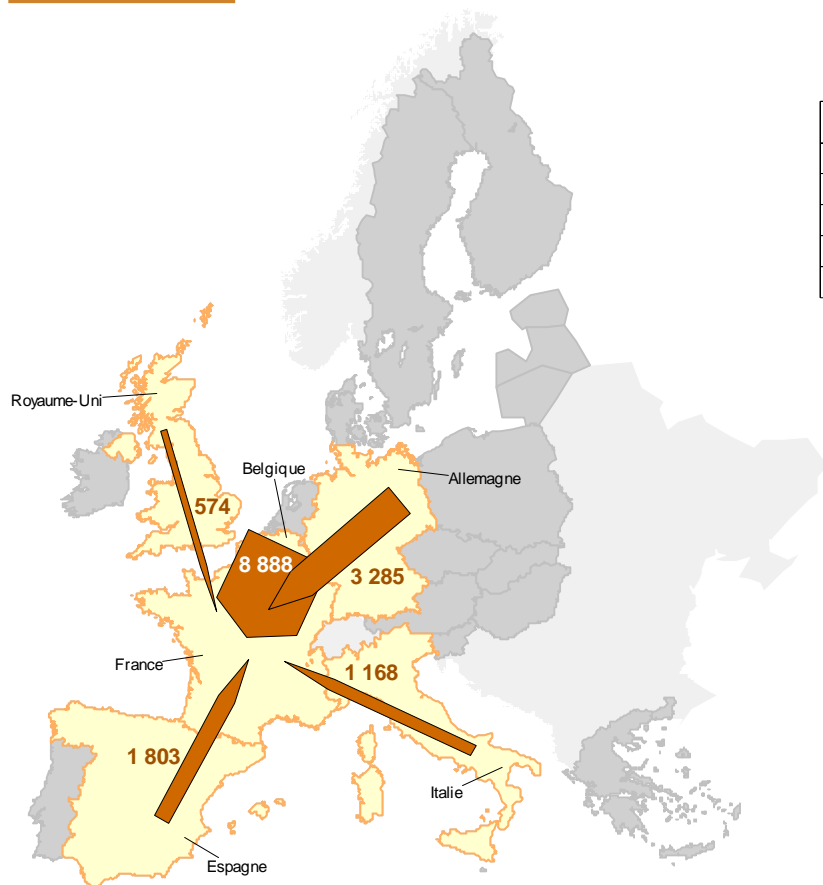 Royaume-Uni
Belgique
Allemagne
574
8 888
3 285
France
1 168
1 803
Italie
Espagne